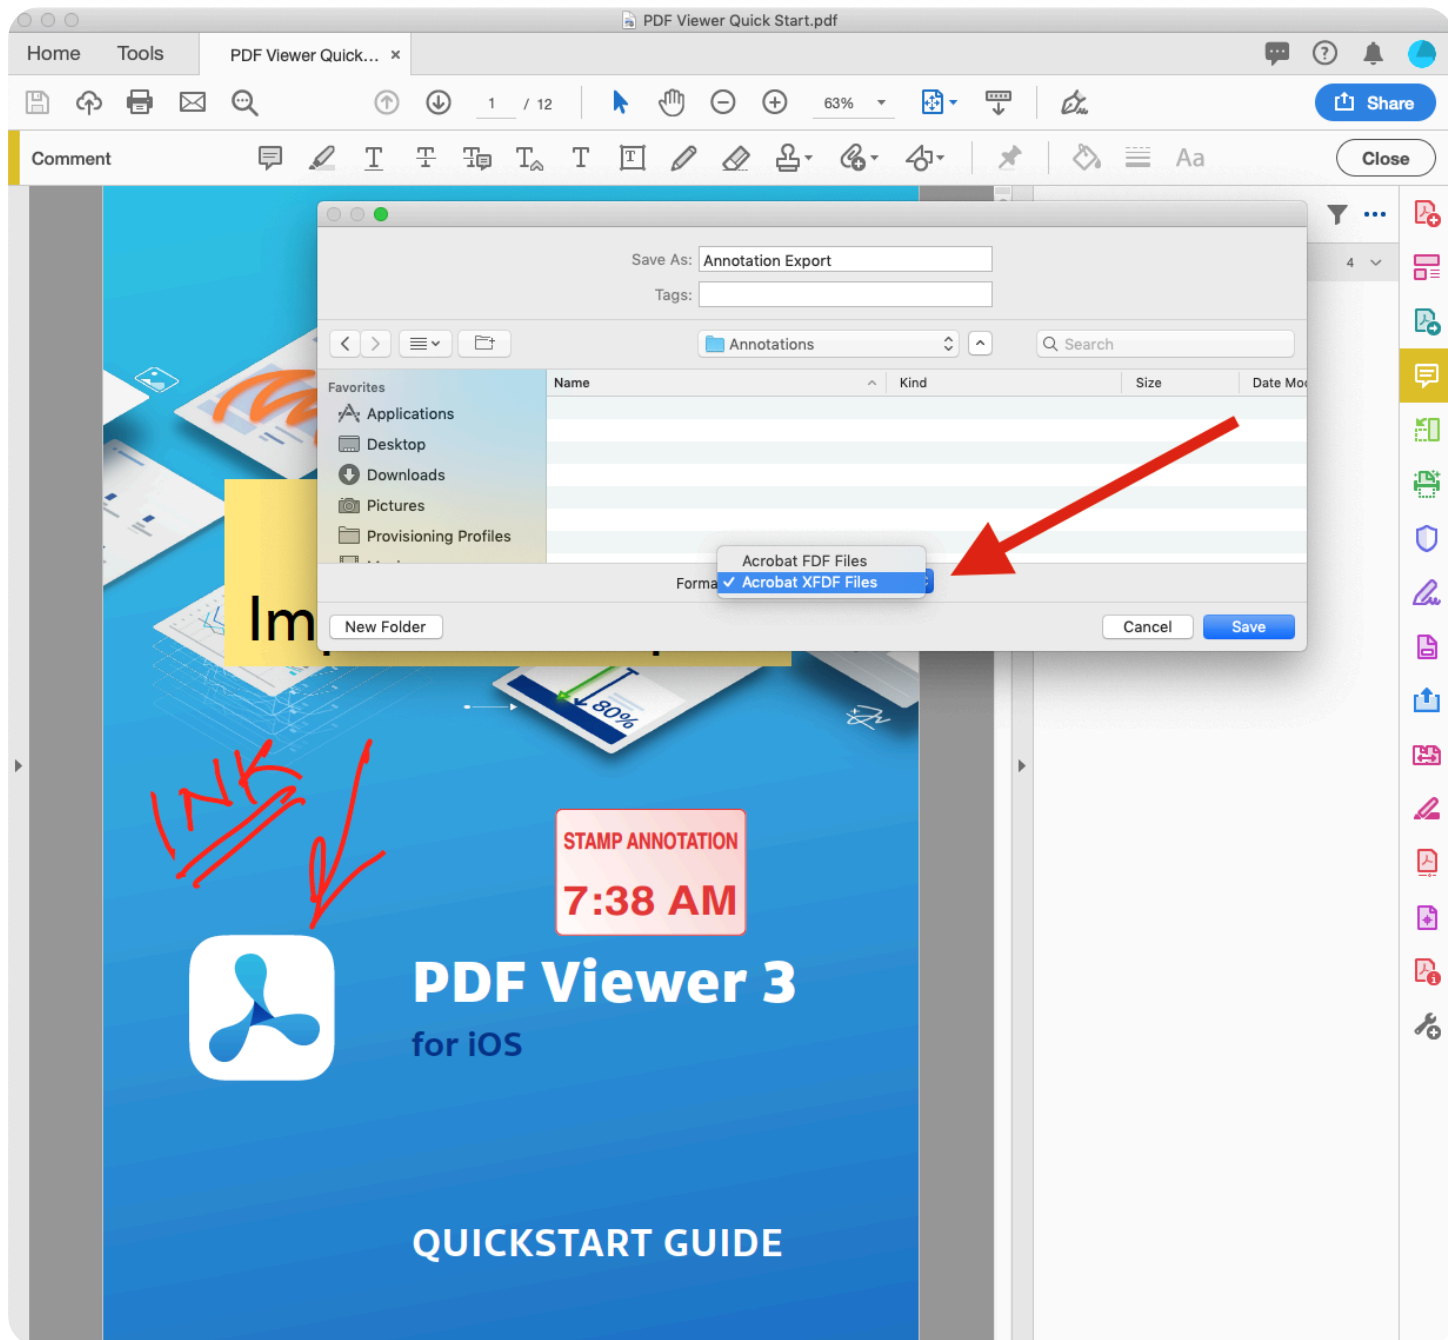 PDF Viewer Quick Start.pdf
Home Tools PDF Viewer Quick... ×
1 / 12 63% Share
Comment Aa Close
4
Save As: Annotation Export
Tags:
Annotations Search
Favorites Name Kind Size Date Mo
Applications
Desktop
Downloads
Pictures
Provisioning Profiles
Acrobat FDF Files
Forma ✓ Acrobat XFDF Files
New Folder Cancel Save
Im
80%
INK
STAMP ANNOTATION
7:38 AM
PDF Viewer 3
for iOS
QUICKSTART GUIDE